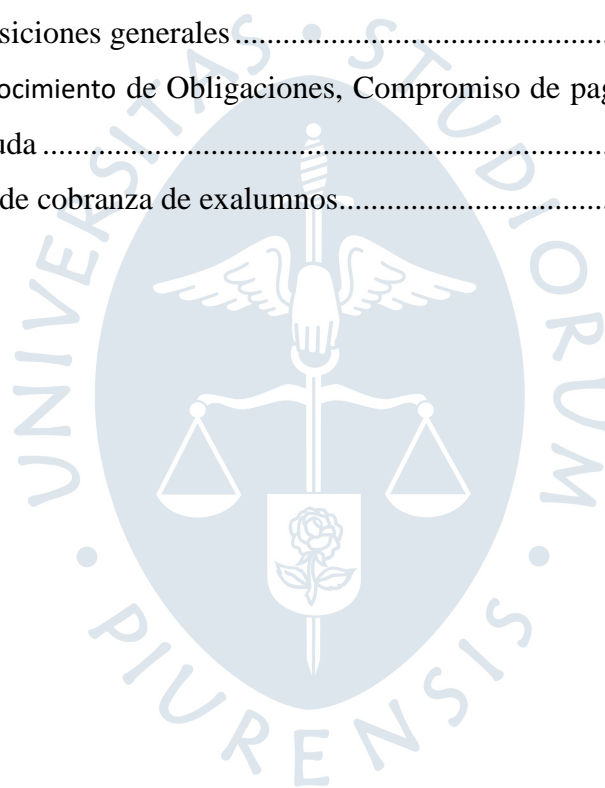 siciones generales..........................................
ocimiento de Obligaciones, Compromiso de pag
uda ......................................................................
de cobranza de exalumnos..................................
UNIVERSITAS • STUDIORUM • PIURENSIS •